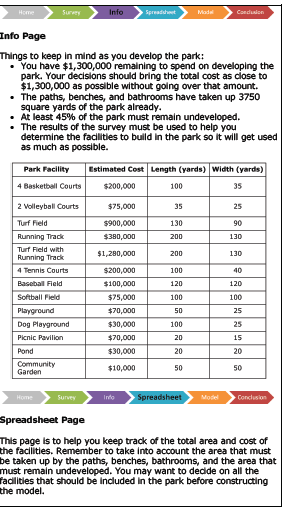 Home Survey Info Spreadsheet Model Conclusion
Info Page
Things to keep in mind as you develop the park:
• You have $1,300,000 remaining to spend on developing the
park. Your decisions should bring the total cost as close to
$1,300,000 as possible without going over that amount.
• The paths, benches, and bathrooms have taken up 3750
square yards of the park already.
• At least 45% of the park must remain undeveloped.
• The results of the survey must be used to help you
determine the facilities to build in the park so it will get used
as much as possible.
Park Facility Estimated Cost Length (yards) Width (yards)
4 Basketball Courts $200,000 100 35
2 Volleyball Courts $75,000 35 25
Turf Field $900,000 130 90
Running Track $380,000 200 130
Turf Field with
Running Track $1,280,000 200 130
4 Tennis Courts $200,000 100 40
Baseball Field $100,000 120 120
Softball Field $75,000 100 100
Playground $70,000 50 25
Dog Playground $30,000 100 25
Picnic Pavilion $70,000 20 15
Pond $30,000 20 20
Community
Garden $10,000 50 50
Home Survey Info Spreadsheet Model Conclusion
Spreadsheet Page
This page is to help you keep track of the total area and cost of
the facilities. Remember to take into account the area that must
be taken up by the paths, benches, bathrooms, and the area that
must remain undeveloped. You may want to decide on all the
facilities that should be included in the park before constructing
the model.